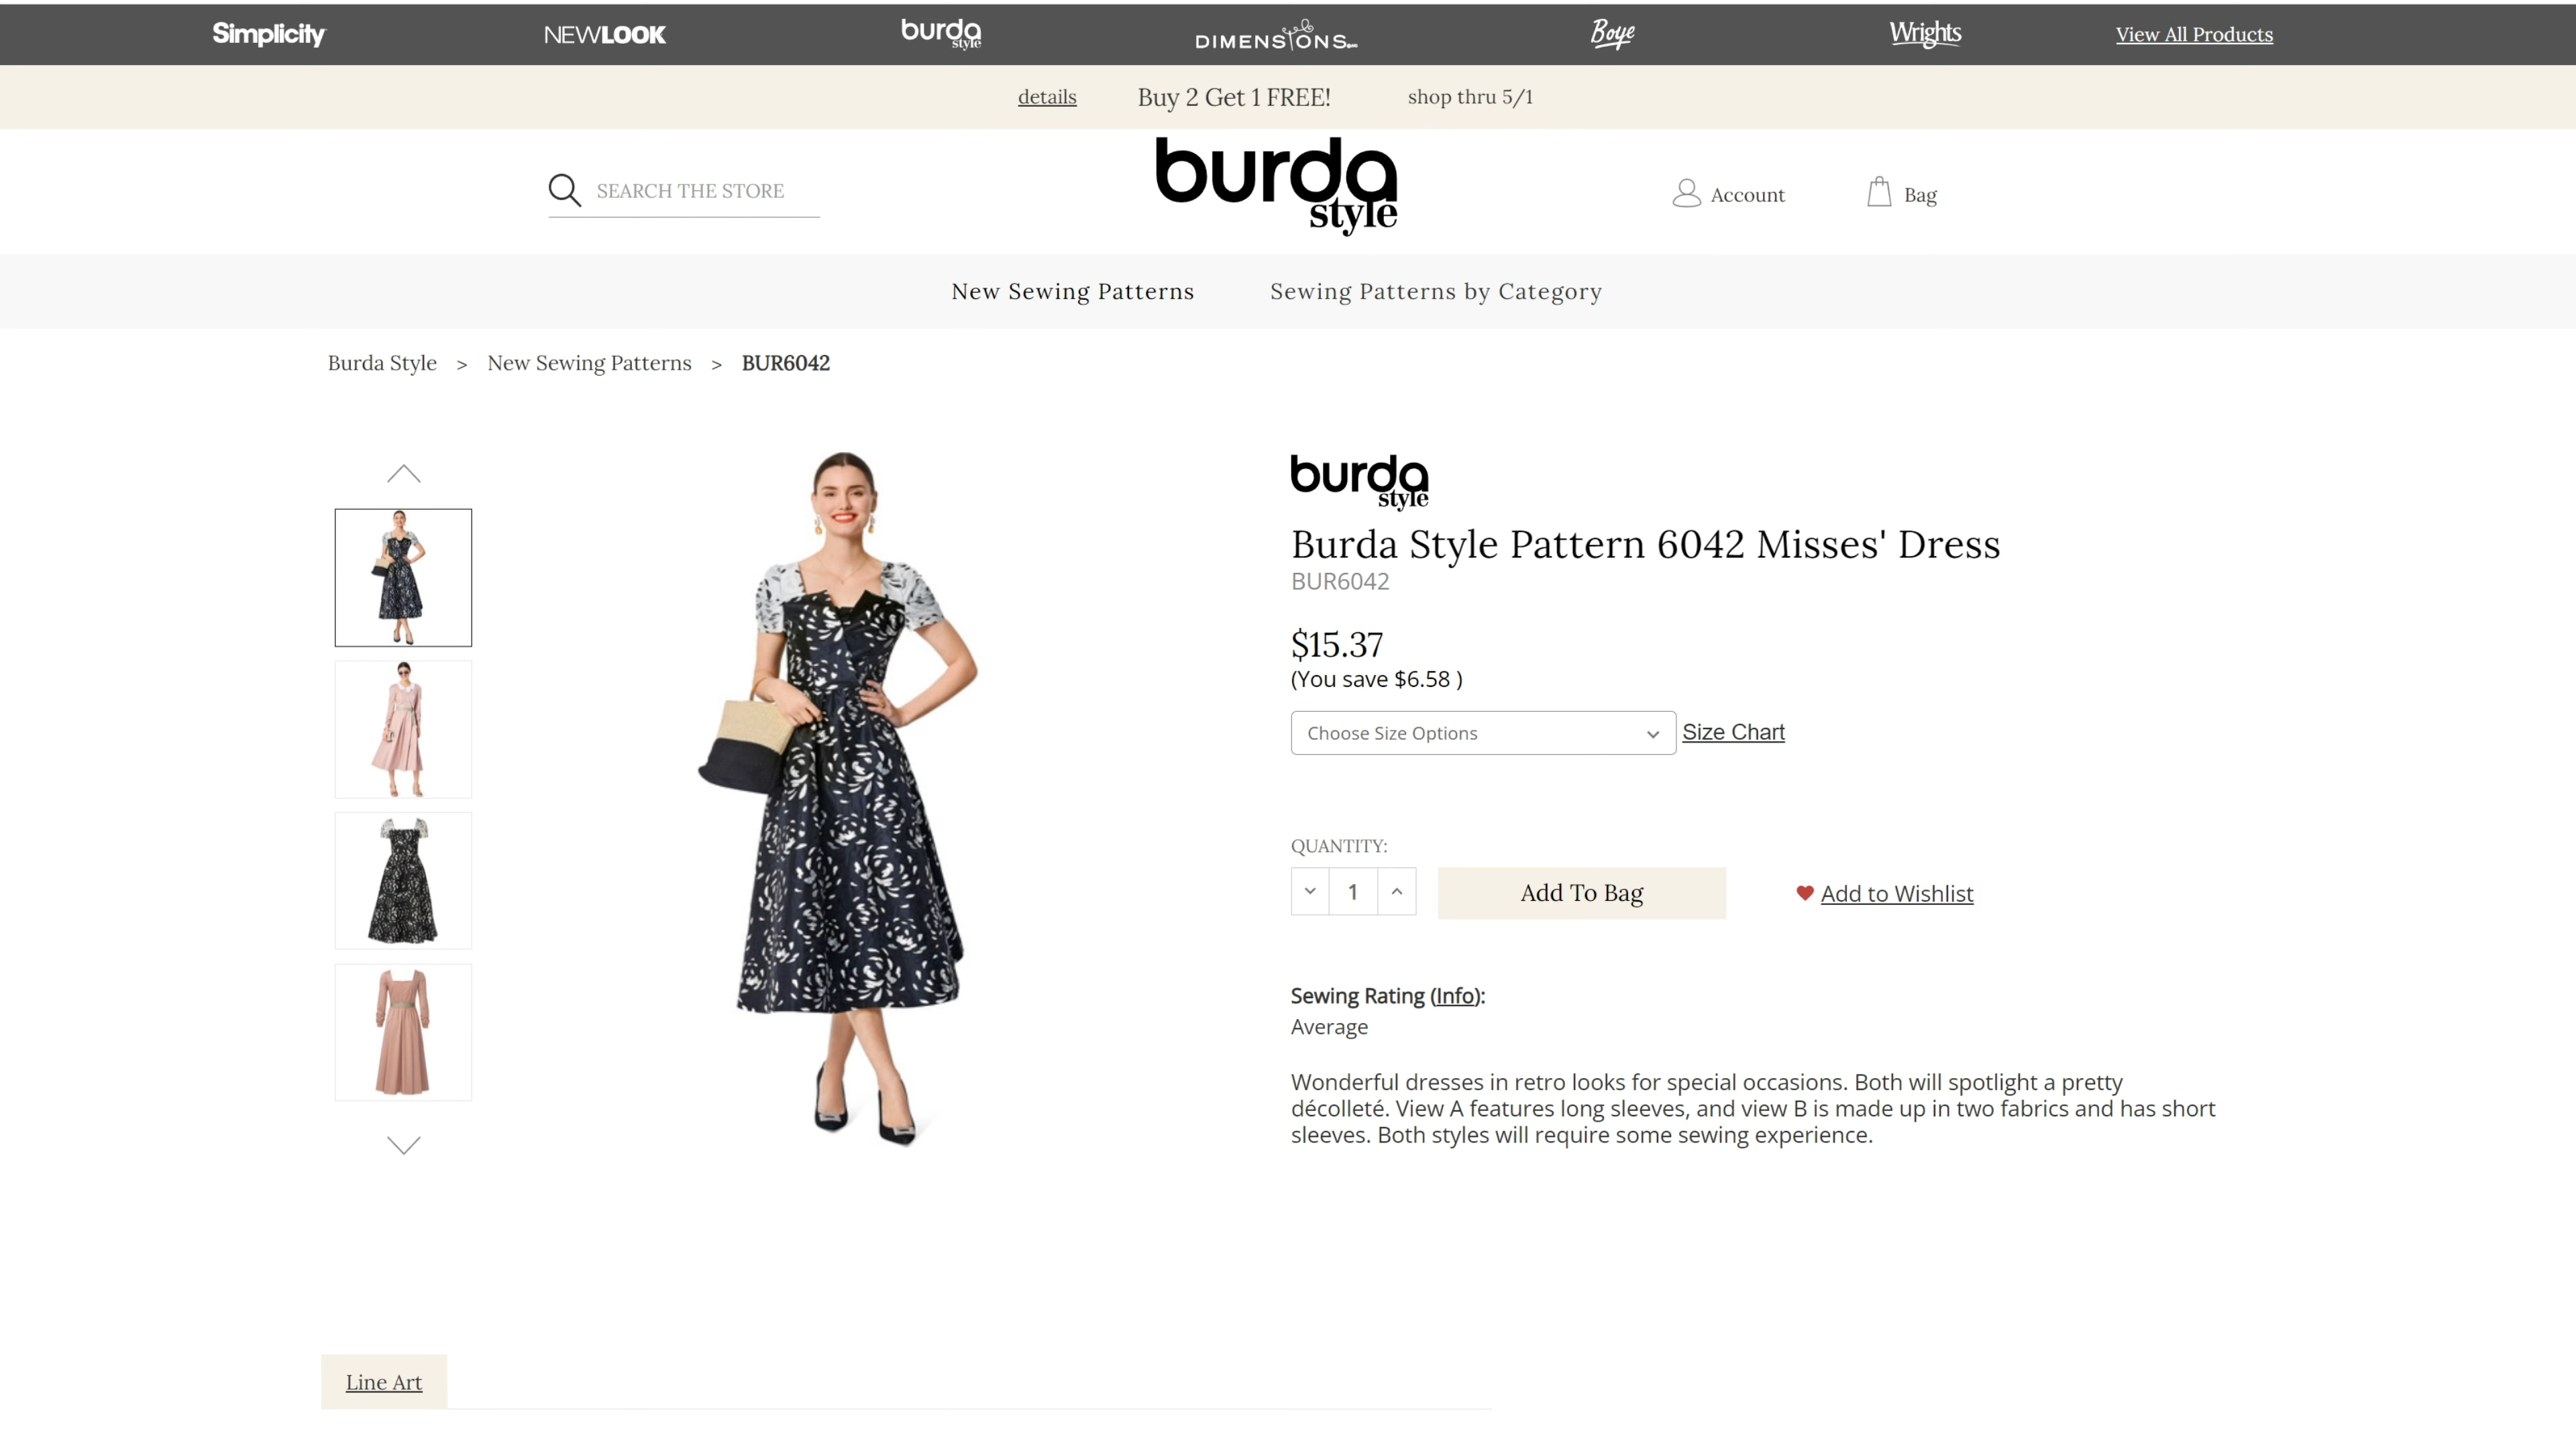 Simplicity
NEWLOOK
burda style
DIMENSIONS
Boye
Wrights
View All Products
details
Buy 2 Get 1 FREE!
shop thru 5/1
SEARCH THE STORE
burda
style
Account
Bag
New Sewing Patterns
Sewing Patterns by Category
Burda Style > New Sewing Patterns > BUR6042
burda
style
Burda Style Pattern 6042 Misses' Dress
BUR6042
$15.37
(You save $6.58 )
Choose Size Options
Size Chart
QUANTITY:
1
Add To Bag
Add to Wishlist
Sewing Rating (Info):
Average
Wonderful dresses in retro looks for special occasions. Both will spotlight a pretty
décolleté. View A features long sleeves, and view B is made up in two fabrics and has short
sleeves. Both styles will require some sewing experience.
Line Art